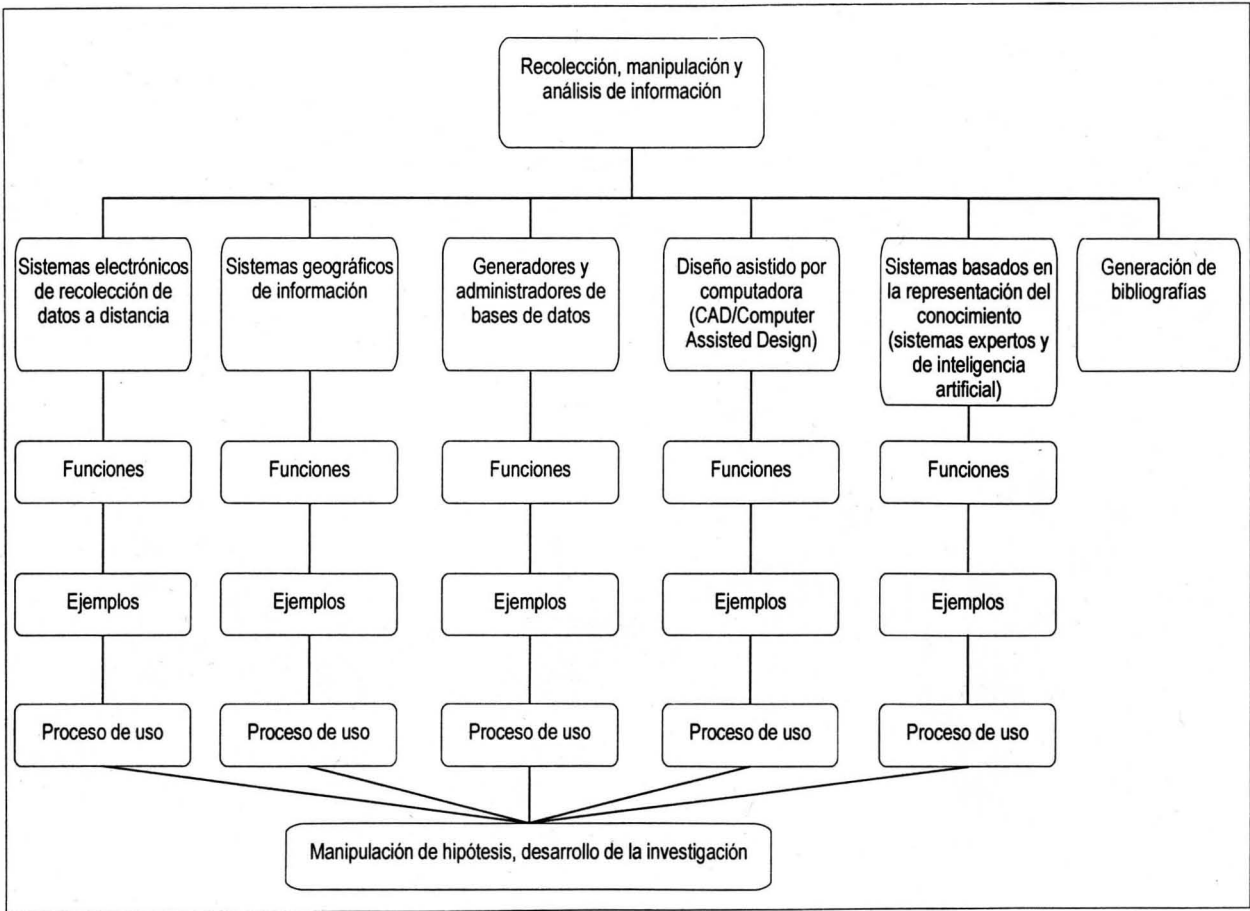 Recolección, manipulación y
análisis de información
Sistemas electrónicos
de recolección de
datos a distancia
Sistemas geográficos
de información
Generadores y
administradores de
bases de datos
Diseño asistido por
computadora
(CAD/Computer
Assisted Design)
Sistemas basados en
la representación del
conocimiento
(sistemas expertos y
de inteligencia
artificial)
Generación de
bibliografías
Funciones
Funciones
Funciones
Funciones
Funciones
Ejemplos
Ejemplos
Ejemplos
Ejemplos
Ejemplos
Proceso de uso
Proceso de uso
Proceso de uso
Proceso de uso
Proceso de uso
Manipulación de hipótesis, desarrollo de la investigación